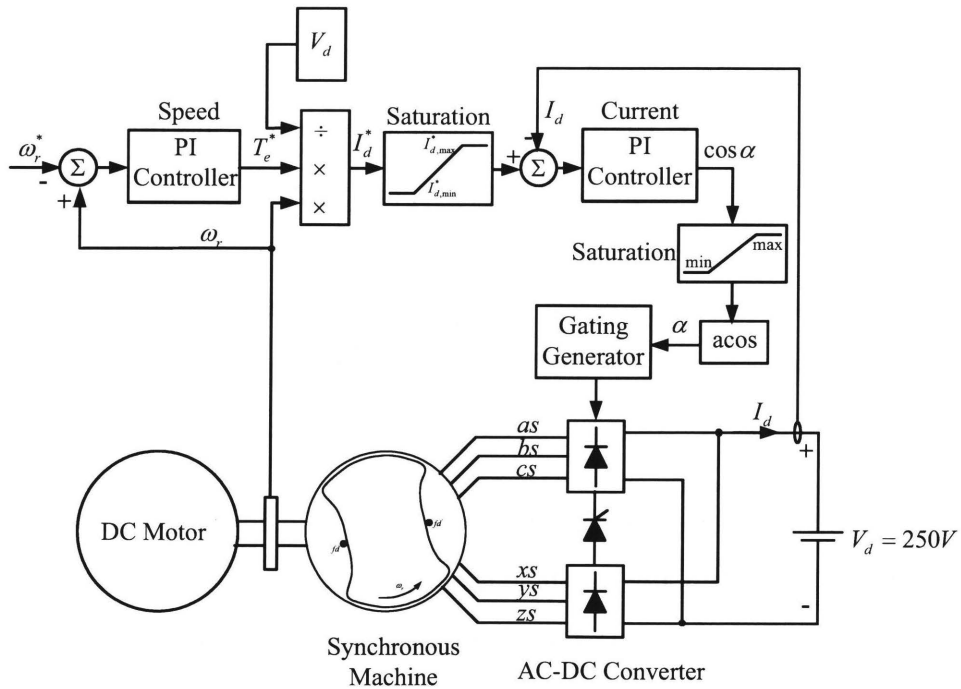 V_d
Speed
PI
Controller
ω_r^*
-
Σ
+
T_e^*
÷
×
×
I_d^*
Saturation
I_{d,max}^*
I_{d,min}^*
I_d
-
+
Σ
Current
PI
Controller
cos α
ω_r
Saturation
min
max
Gating
Generator
α
acos
as
bs
cs
I_d
+
DC Motor
fd
fd
ω_r
V_d = 250V
xs
ys
zs
-
Synchronous
Machine
AC-DC Converter